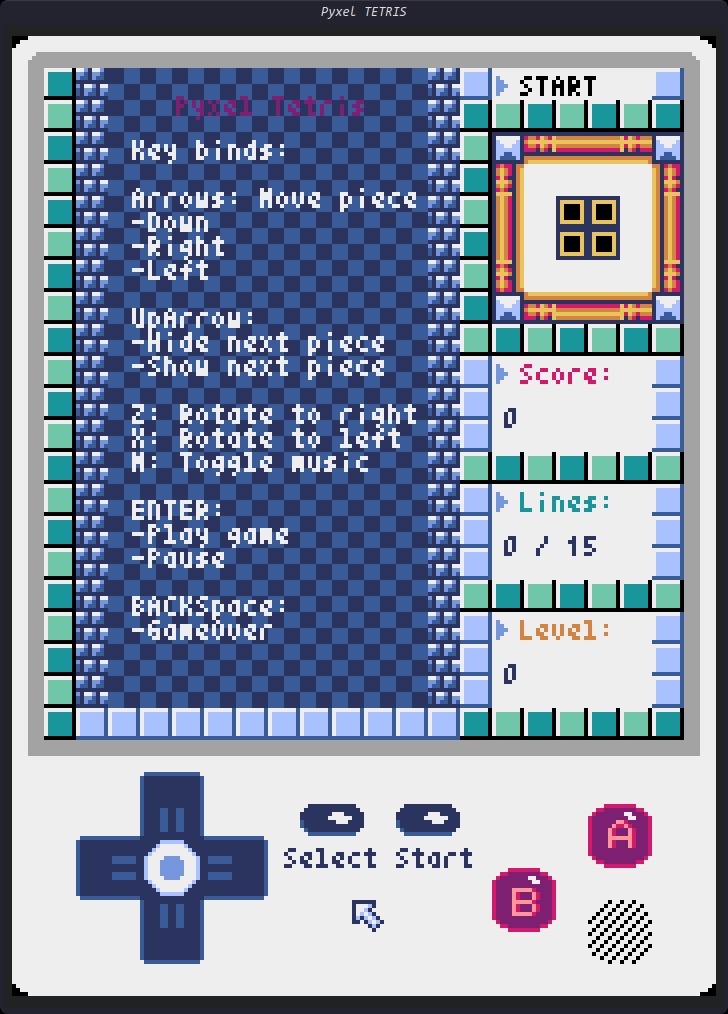 Pyxel TETRIS
START
Pyxel Tetris
Key binds:
Arrows: Move piece
-Down
-Right
-Left
UpArrow:
-Hide next piece
-Show next piece
Z: Rotate to right
X: Rotate to left
M: Toggle music
ENTER:
-Play game
-Pause
BACKSpace:
-GameOver
Score:
0
Lines:
0 / 15
Level:
0
Select Start
A
B